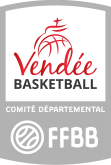 Vendée
BASKETBALL
COMITÉ DÉPARTEMENTAL
FFBB